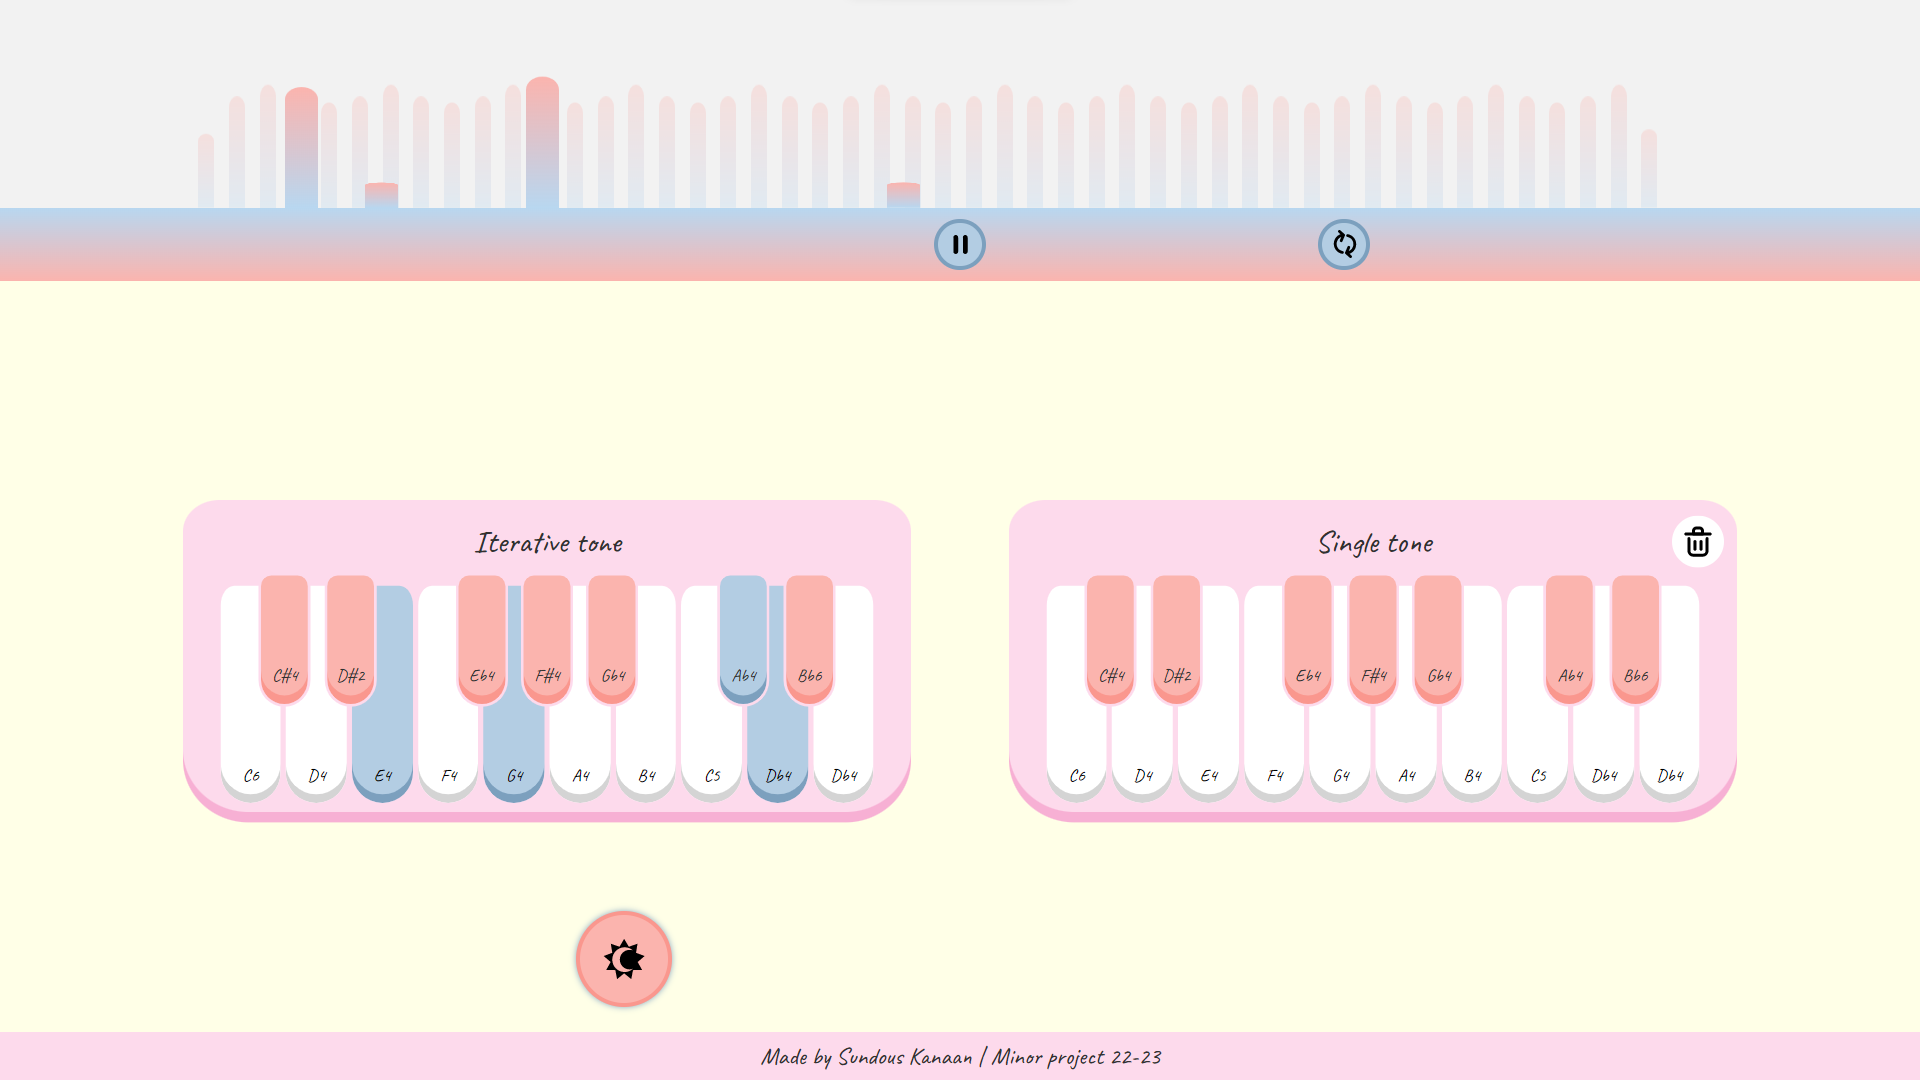 Iterative tone
C#4 D#2 Eb4 F#4 Gb4 Ab4 Bb6
C6 D4 E4 F4 G4 A4 B4 C5 Db4 Db4
Single tone
C#4 D#2 Eb4 F#4 Gb4 Ab4 Bb6
C6 D4 E4 F4 G4 A4 B4 C5 Db4 Db4
Made by Sundous Kanaan | Minor project 22-23